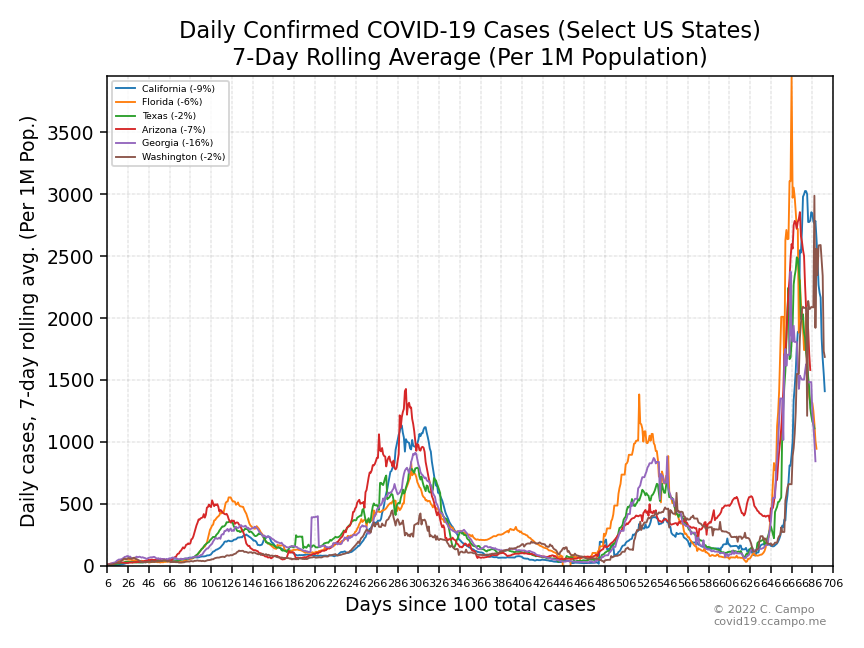 Daily Confirmed COVID-19 Cases (Select US States)
7-Day Rolling Average (Per 1M Population)
California (-9%)
Florida (-6%)
Texas (-2%)
Arizona (-7%)
Georgia (-16%)
Washington (-2%)
Daily cases, 7-day rolling avg. (Per 1M Pop.)
3500
3000
2500
2000
1500
1000
500
0
6 26 46 66 86 106 126 146 166 186 206 226 246 266 286 306 326 346 366 386 406 426 446 466 486 506 526 546 566 586 606 626 646 666 686 706
Days since 100 total cases
© 2022 C. Campo
covid19.ccampo.me